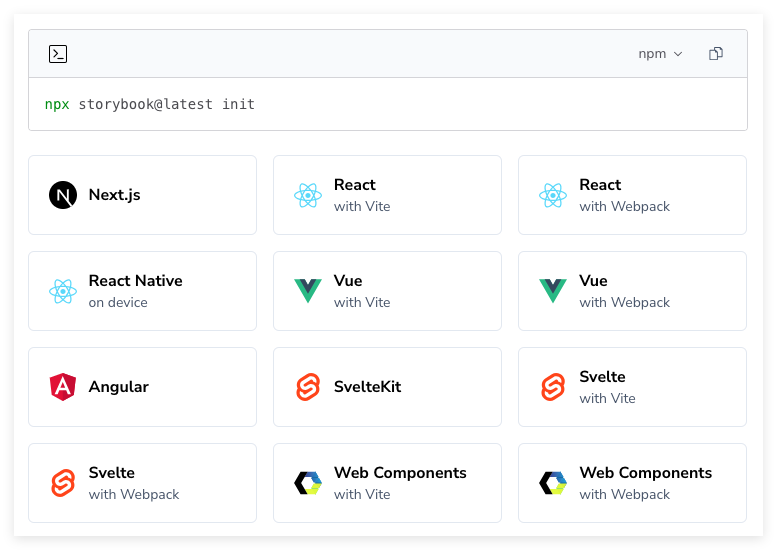 npm
npx storybook@latest init
Next.js
React
with Vite
React
with Webpack
React Native
on device
Vue
with Vite
Vue
with Webpack
Angular
SvelteKit
Svelte
with Vite
Svelte
with Webpack
Web Components
with Vite
Web Components
with Webpack